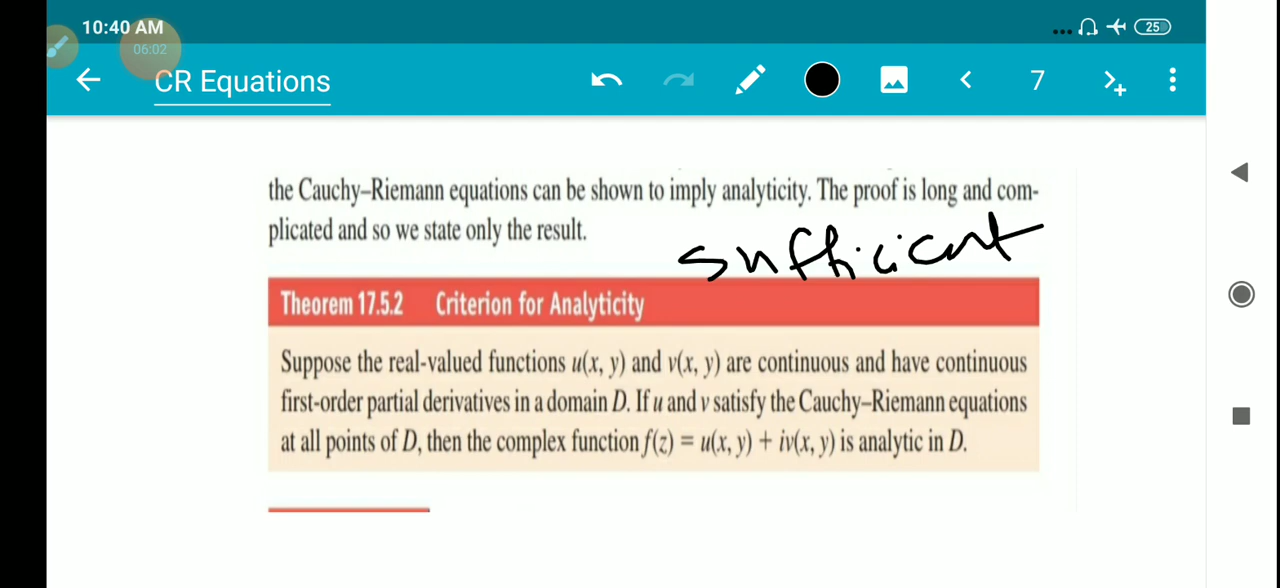 10:40 AM
25
06:02
CR Equations
7
the Cauchy–Riemann equations can be shown to imply analyticity. The proof is long and com-
plicated and so we state only the result.
sufficient
Theorem 17.5.2 Criterion for Analyticity
Suppose the real-valued functions u(x, y) and v(x, y) are continuous and have continuous
first-order partial derivatives in a domain D. If u and v satisfy the Cauchy–Riemann equations
at all points of D, then the complex function f(z) = u(x, y) + iv(x, y) is analytic in D.